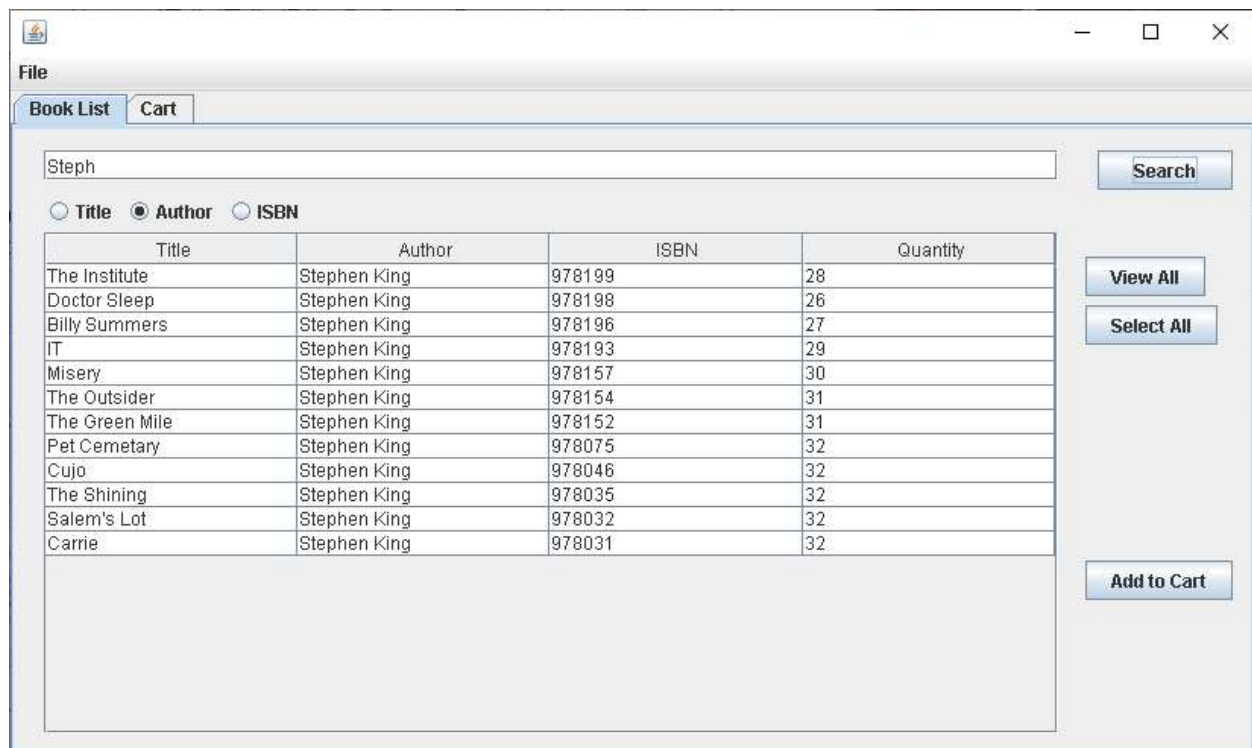 File
Book List Cart
Steph Search
Title Author ISBN
Title Author ISBN Quantity
The Institute Stephen King 978199 28
View All
Doctor Sleep Stephen King 978198 26
Billy Summers Stephen King 978196 27
Select All
IT Stephen King 978193 29
Misery Stephen King 978157 30
The Outsider Stephen King 978154 31
The Green Mile Stephen King 978152 31
Pet Cemetary Stephen King 978075 32
Cujo Stephen King 978046 32
The Shining Stephen King 978035 32
Salem's Lot Stephen King 978032 32
Carrie Stephen King 978031 32
Add to Cart